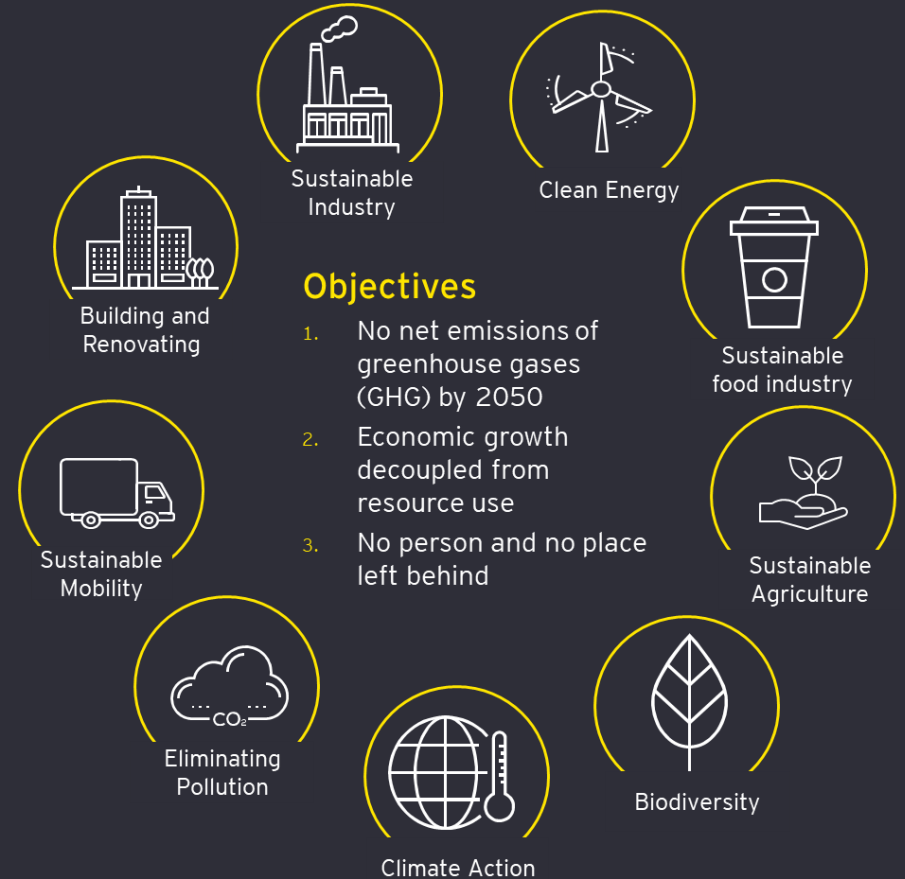 Sustainable
Industry
Clean Energy
Building and
Renovating
Sustainable
food industry
Objectives
1. No net emissions of
greenhouse gases
(GHG) by 2050
2. Economic growth
decoupled from
resource use
3. No person and no place
left behind
Sustainable
Mobility
Sustainable
Agriculture
CO₂
Eliminating
Pollution
Biodiversity
Climate Action